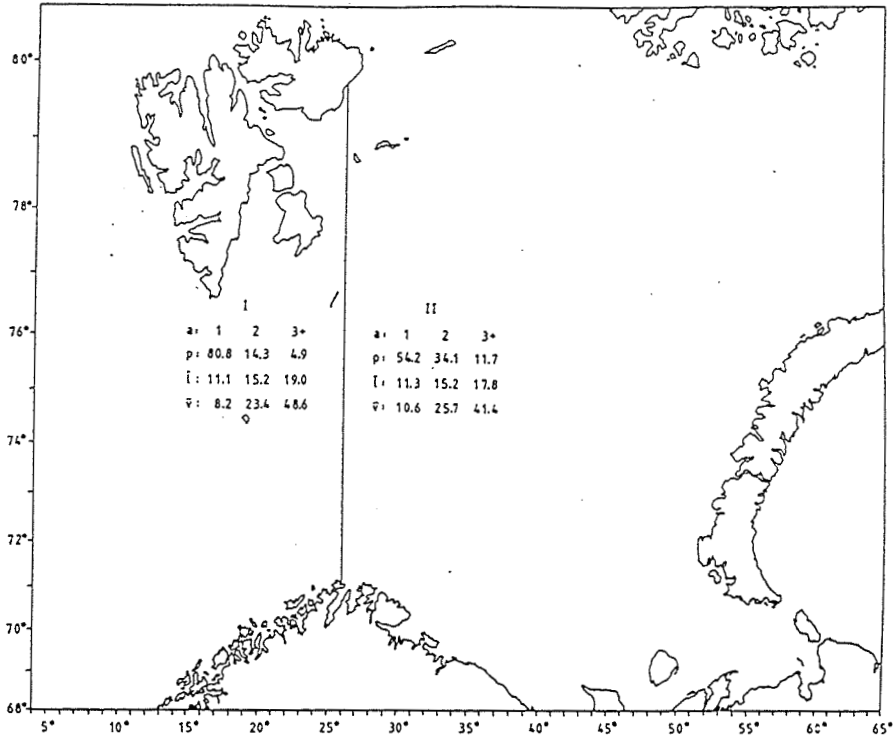 80°
78°
76°
74°
72°
70°
68°
I
a: 1 2 3+
p: 80.8 14.3 4.9
l̄: 11.1 15.2 19.0
v̄: 8.2 23.4 48.6
II
a: 1 2 3+
p: 54.2 34.1 11.7
l̄: 11.3 15.2 17.8
v̄: 10.6 25.7 41.4
5° 10° 15° 20° 25° 30° 35° 40° 45° 50° 55° 60° 65°